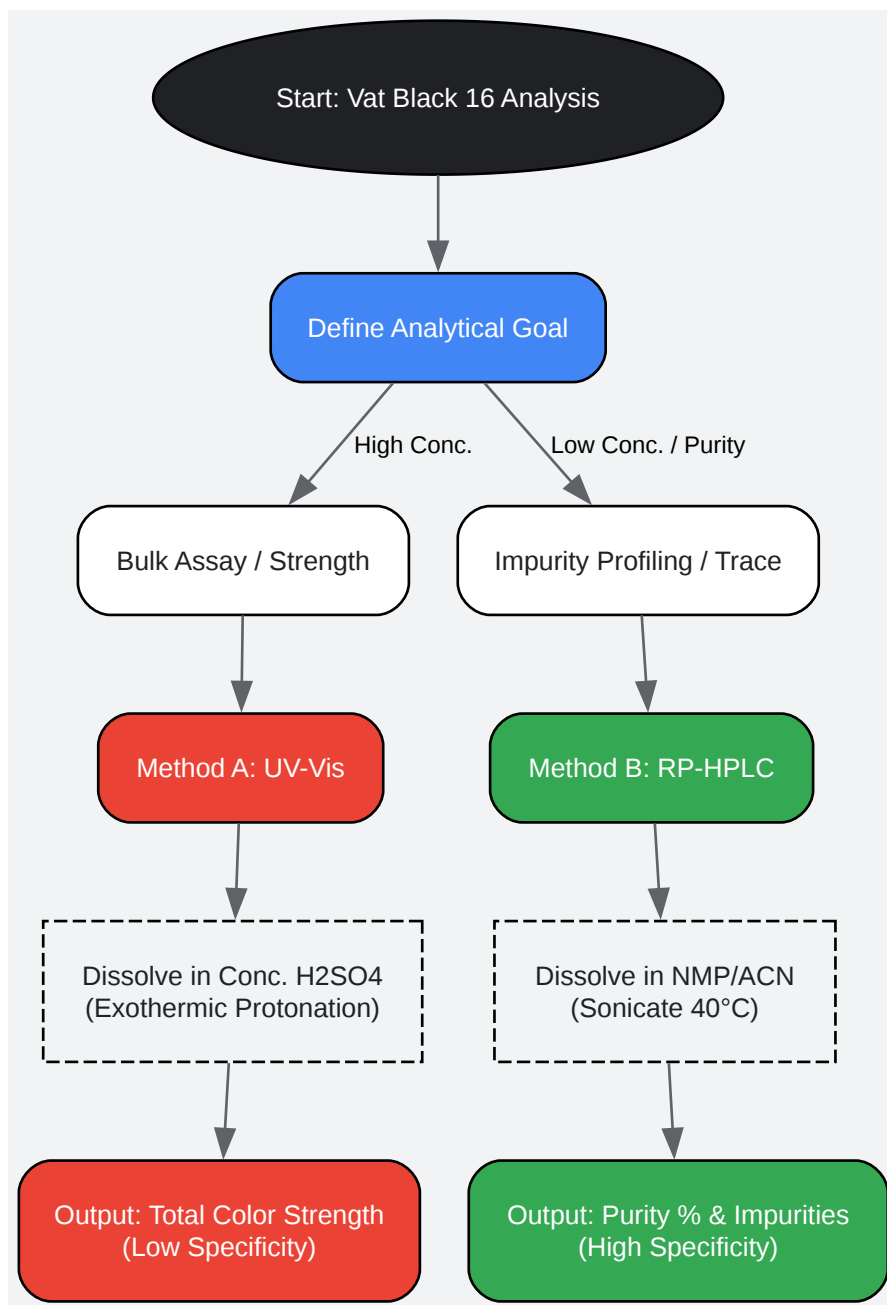 Start: Vat Black 16 Analysis
Define Analytical Goal
High Conc.
Low Conc. / Purity
Bulk Assay / Strength
Impurity Profiling / Trace
Method A: UV-Vis
Method B: RP-HPLC
Dissolve in Conc. H2SO4
(Exothermic Protonation)
Dissolve in NMP/ACN
(Sonicate 40°C)
Output: Total Color Strength
(Low Specificity)
Output: Purity % & Impurities
(High Specificity)